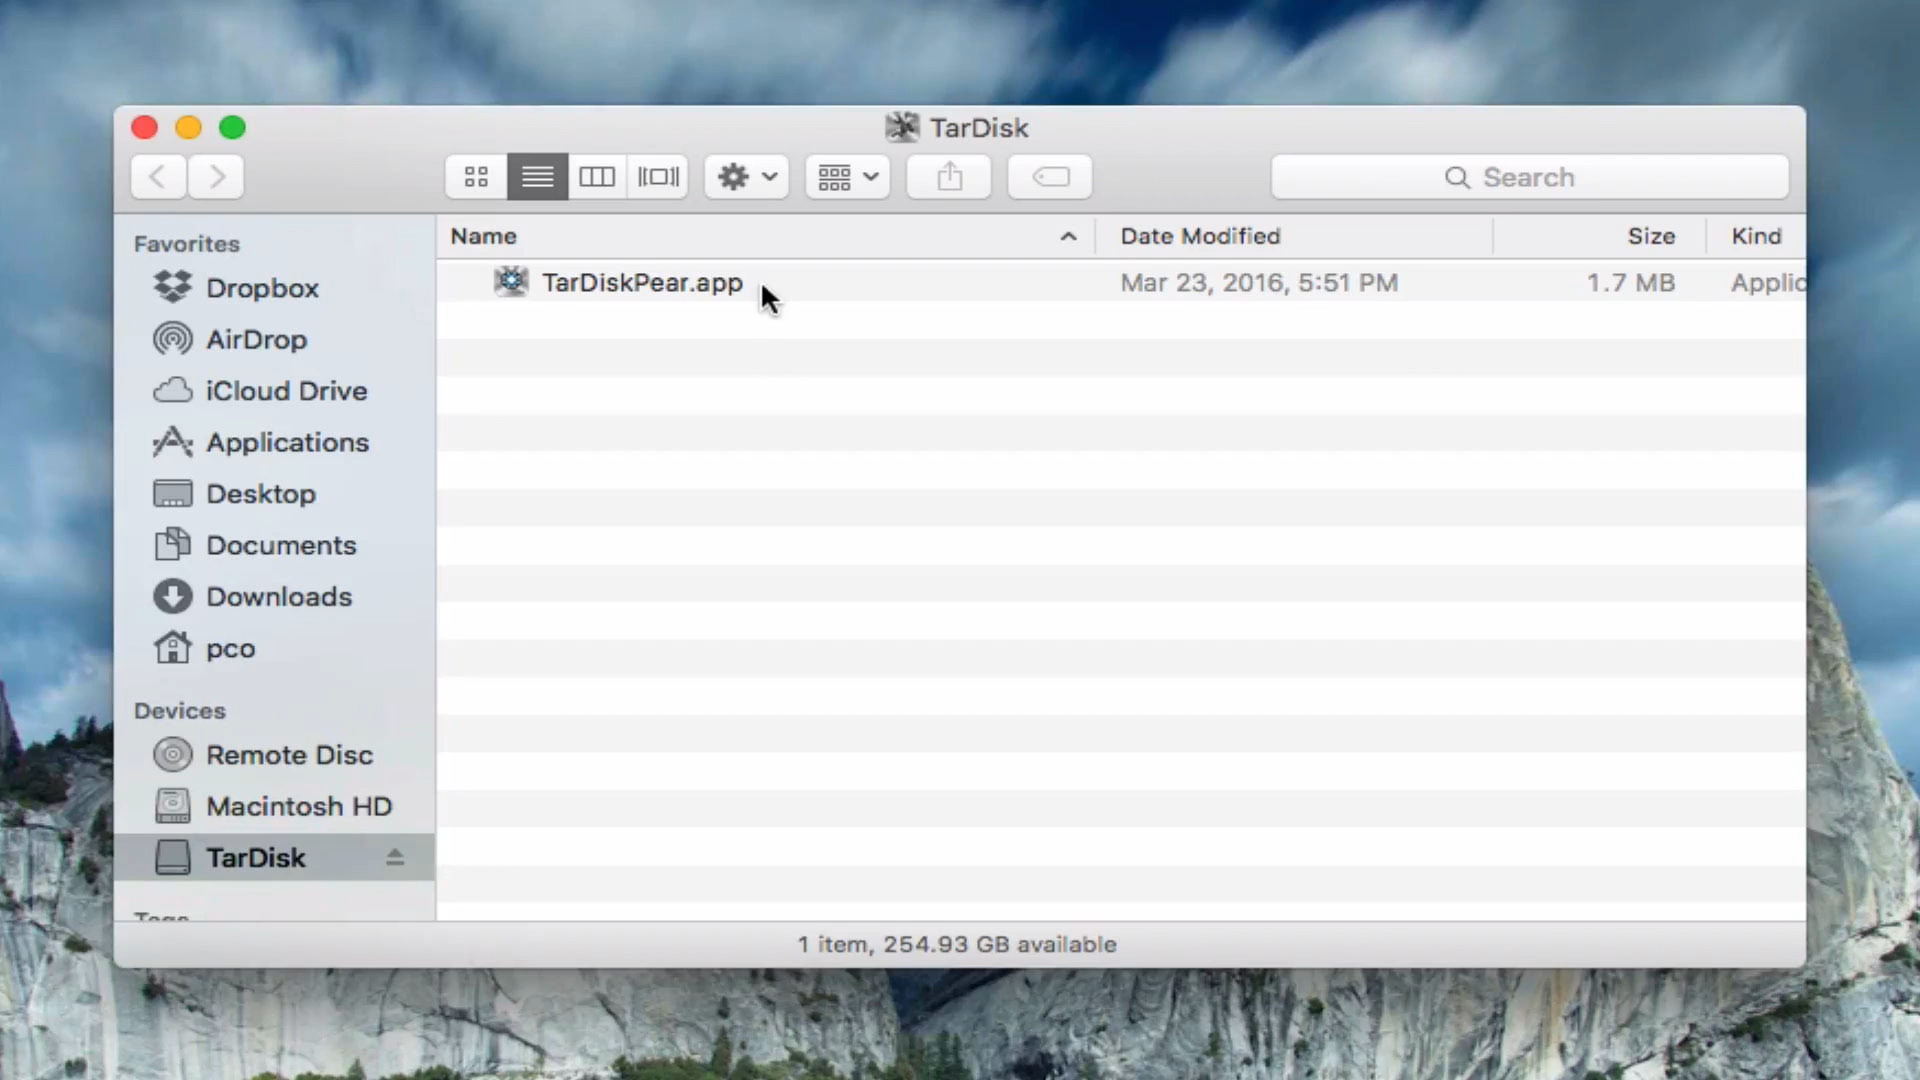 TarDisk
Search
Favorites
Dropbox
AirDrop
iCloud Drive
Applications
Desktop
Documents
Downloads
pco
Devices
Remote Disc
Macintosh HD
TarDisk
Tags
Name
Date Modified
Size
Kind
TarDiskPear.app
Mar 23, 2016, 5:51 PM
1.7 MB
Applic
1 item, 254.93 GB available